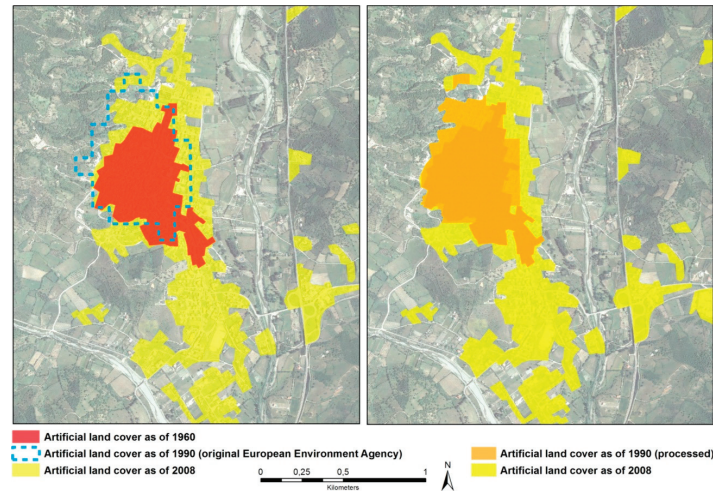 Artificial land cover as of 1960
Artificial land cover as of 1990 (original European Environment Agency)
Artificial land cover as of 2008
0 0,25 0,5 1
Kilometers
N
Artificial land cover as of 1990 (processed)
Artificial land cover as of 2008